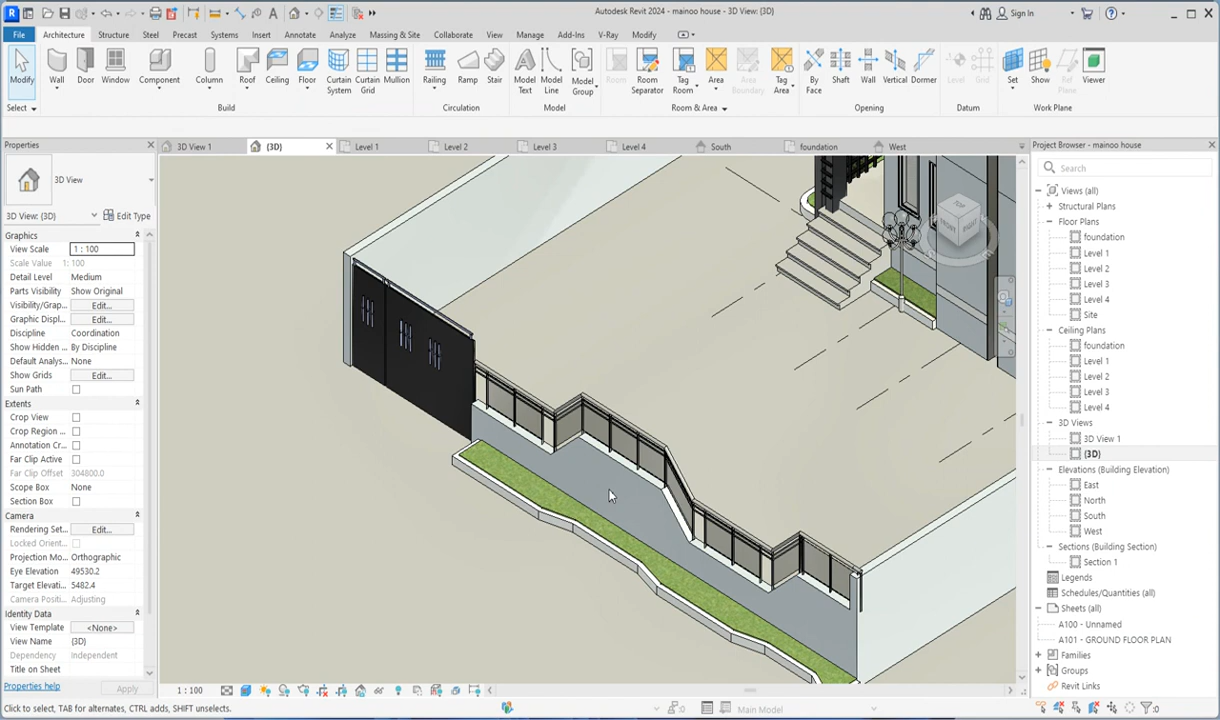 Autodesk Revit 2024 - mainoo house - 3D View: {3D}
Sign In
File
Architecture
Structure
Steel
Precast
Systems
Insert
Annotate
Analyze
Massing & Site
Collaborate
View
Manage
Add-Ins
V-Ray
Modify
Modify
Wall
Door
Window
Component
Column
Roof
Ceiling
Floor
Curtain System
Curtain Grid
Mullion
Railing
Ramp
Stair
Model Text
Model Line
Model Group
Room
Room Separator
Tag Room
Area
Area Boundary
Tag Area
By Face
Shaft
Wall
Vertical
Dormer
Level
Grid
Set
Show
Ref Plane
Viewer
Select
Build
Circulation
Model
Room & Area
Opening
Datum
Work Plane
Properties
3D View 1
{3D}
Level 1
Level 2
Level 3
Level 4
South
foundation
West
Project Browser - mainoo house
3D View
3D View: {3D}
Edit Type
Graphics
View Scale 1 : 100
Scale Value 1: 100
Detail Level Medium
Parts Visibility Show Original
Visibility/Grap... Edit...
Graphic Displ... Edit...
Discipline Coordination
Show Hidden ... By Discipline
Default Analys... None
Show Grids Edit...
Sun Path
Extents
Crop View
Crop Region ...
Annotation Cr...
Far Clip Active
Far Clip Offset 304800.0
Scope Box None
Section Box
Camera
Rendering Set... Edit...
Locked Orient...
Projection Mo... Orthographic
Eye Elevation 49530.2
Target Elevati... 5482.4
Camera Positi... Adjusting
Identity Data
View Template <None>
View Name {3D}
Dependency Independent
Title on Sheet
Properties help
Apply
TOP
FRONT
RIGHT
Search
Views (all)
Structural Plans
Floor Plans
foundation
Level 1
Level 2
Level 3
Level 4
Site
Ceiling Plans
foundation
Level 1
Level 2
Level 3
Level 4
3D Views
3D View 1
{3D}
Elevations (Building Elevation)
East
North
South
West
Sections (Building Section)
Section 1
Legends
Schedules/Quantities (all)
Sheets (all)
A100 - Unnamed
A101 - GROUND FLOOR PLAN
Families
Groups
Revit Links
1 : 100
Click to select, TAB for alternates, CTRL adds, SHIFT unselects.
:0
Main Model
:0